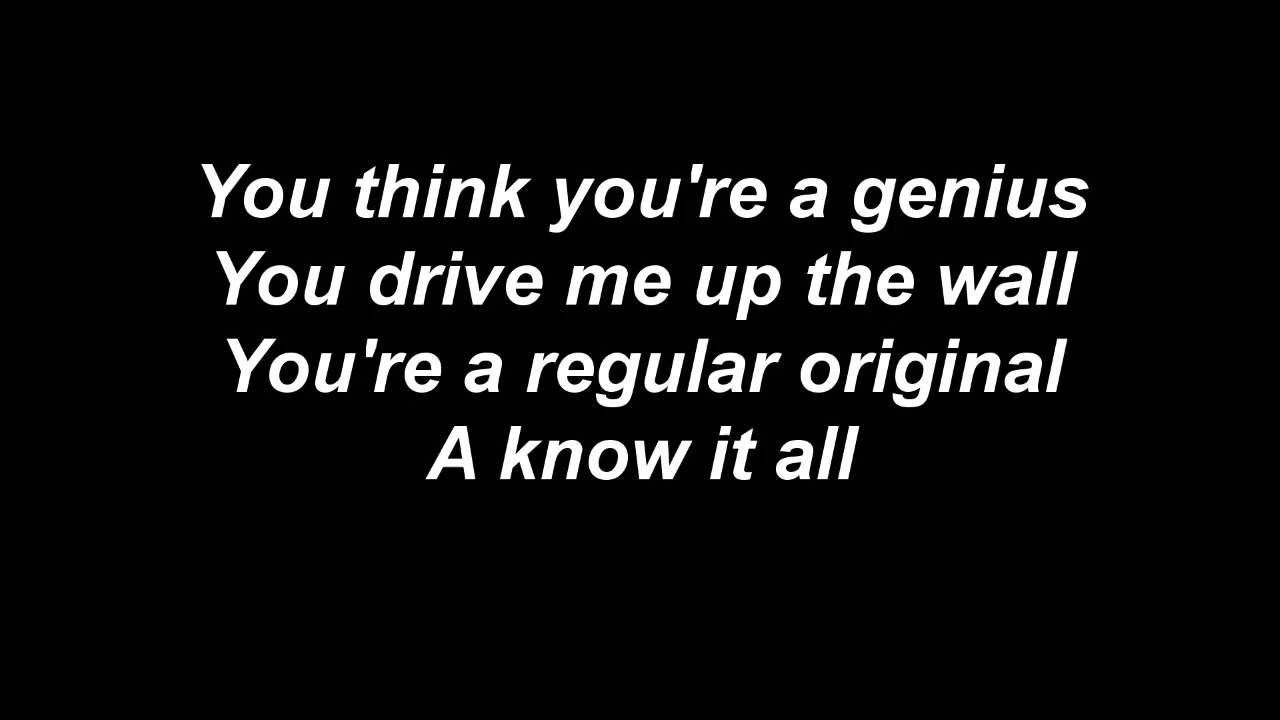 You think you're a genius
You drive me up the wall
You're a regular original
A know it all